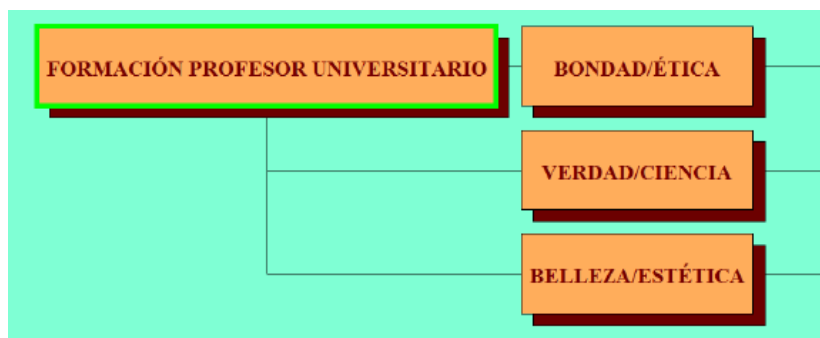 FORMACIÓN PROFESOR UNIVERSITARIO
BONDAD/ÉTICA
VERDAD/CIENCIA
BELLEZA/ESTÉTICA